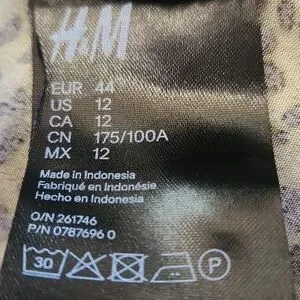 H&M
EUR 44
US 12
CA 12
CN 175/100A
MX 12
Made in Indonesia
Fabriqué en Indonésie
Hecho en Indonesia
O/N 261746
P/N 0787696 0
30 P